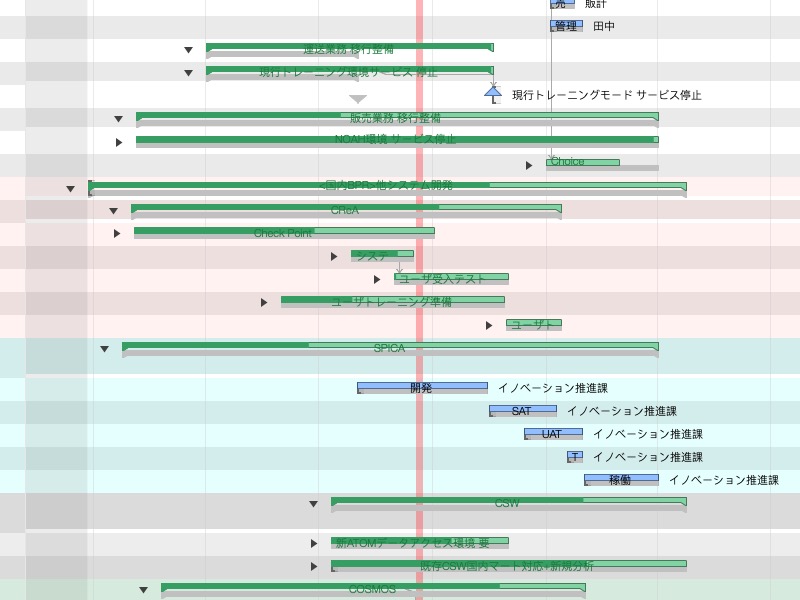 売 販計
管理 田中
運送業務 移行整備
現行トレーニング環境サービス 停止
現行トレーニングモード サービス停止
販売業務 移行整備
NOAH環境 サービス停止
Choice
<国内BPR>他システム開発
CReA
Check Point
システ
ユーザ受入テスト
ユーザトレーニング準備
ユーザト
SPICA
開発 イノベーション推進課
SAT イノベーション推進課
UAT イノベーション推進課
T イノベーション推進課
稼働 イノベーション推進課
CSW
新ATOMデータアクセス環境 要
既存CSW国内マート対応+新規分析
COSMOS